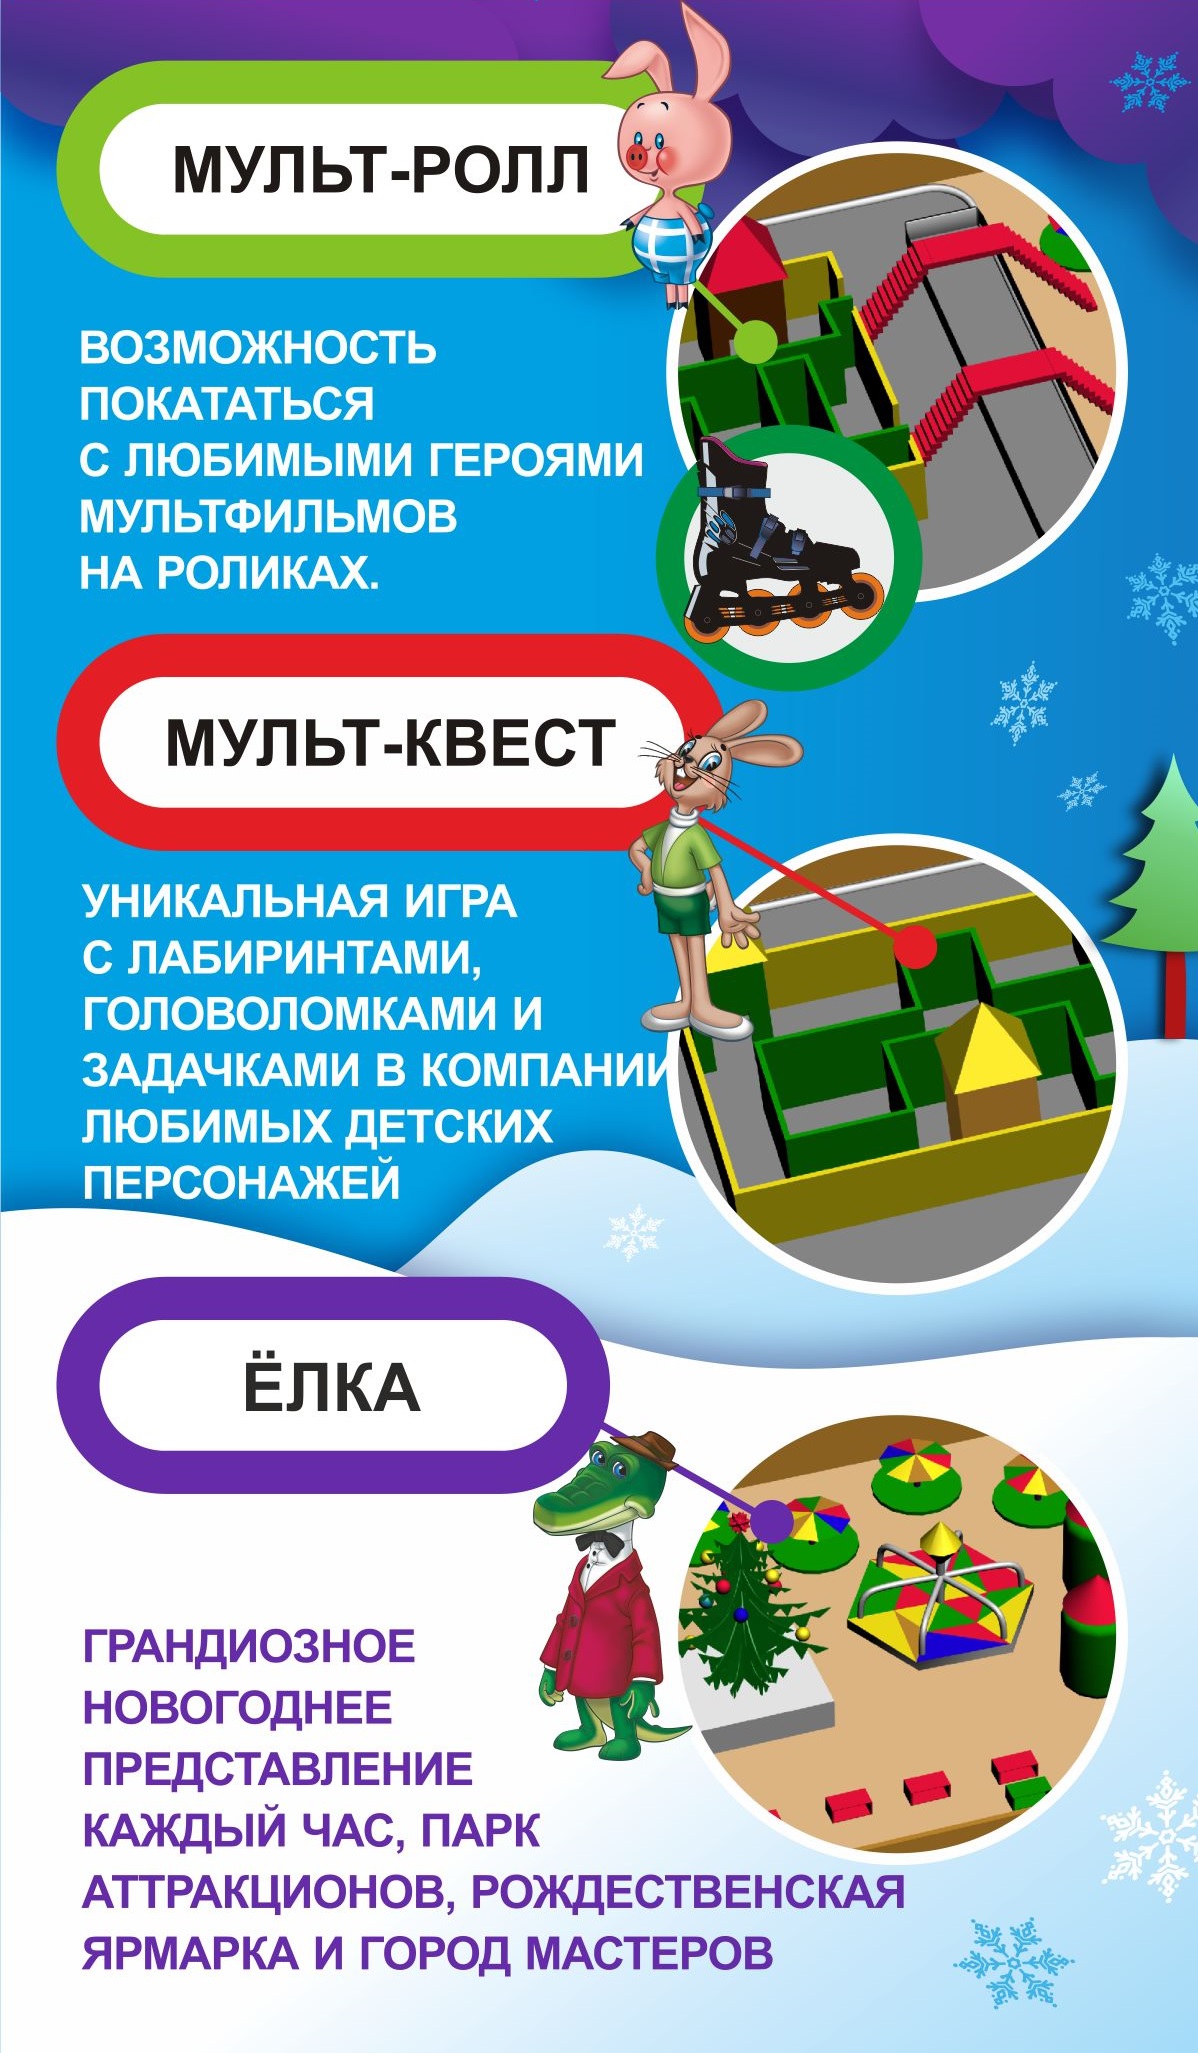 МУЛЬТ-РОЛЛ
ВОЗМОЖНОСТЬ
ПОКАТАТЬСЯ
С ЛЮБИМЫМИ ГЕРОЯМИ
МУЛЬТФИЛЬМОВ
НА РОЛИКАХ.
МУЛЬТ-КВЕСТ
УНИКАЛЬНАЯ ИГРА
С ЛАБИРИНТАМИ,
ГОЛОВОЛОМКАМИ И
ЗАДАЧКАМИ В КОМПАНИИ
ЛЮБИМЫХ ДЕТСКИХ
ПЕРСОНАЖЕЙ
ЁЛКА
ГРАНДИОЗНОЕ
НОВОГОДНЕЕ
ПРЕДСТАВЛЕНИЕ
КАЖДЫЙ ЧАС, ПАРК
АТТРАКЦИОНОВ, РОЖДЕСТВЕНСКАЯ
ЯРМАРКА И ГОРОД МАСТЕРОВ